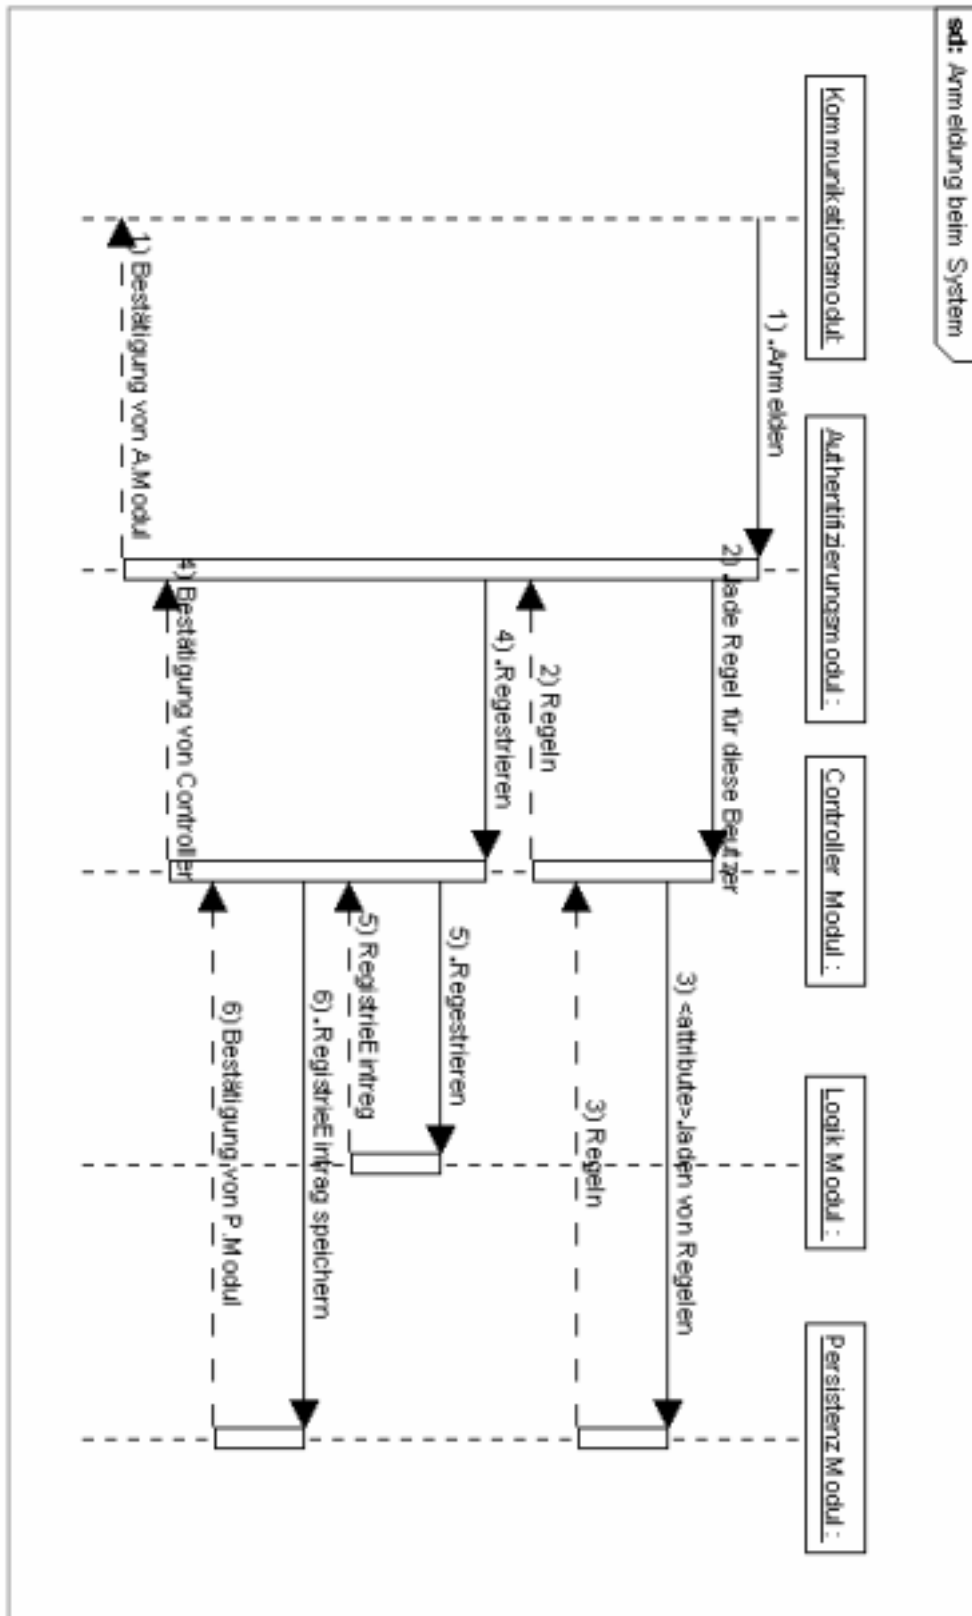 sd: Anmeldung beim System
Kommunikationsmodul:
Authentifizierungsmodul :
Controller Modul :
Logik Modul :
Persistenz Modul :
1) .Anmelden
2) .lade Regel für diese Beutzer
3) <attribute>.laden von Regelen
3) Regeln
2) Regeln
4) .Regestrieren
5) .Regestrieren
5) RegistrieEintreg
6) .RegistrieEintrag speichern
6) Bestätigung von P.Modul
4) Bestätigung von Controller
1) Bestätigung von A.Modul